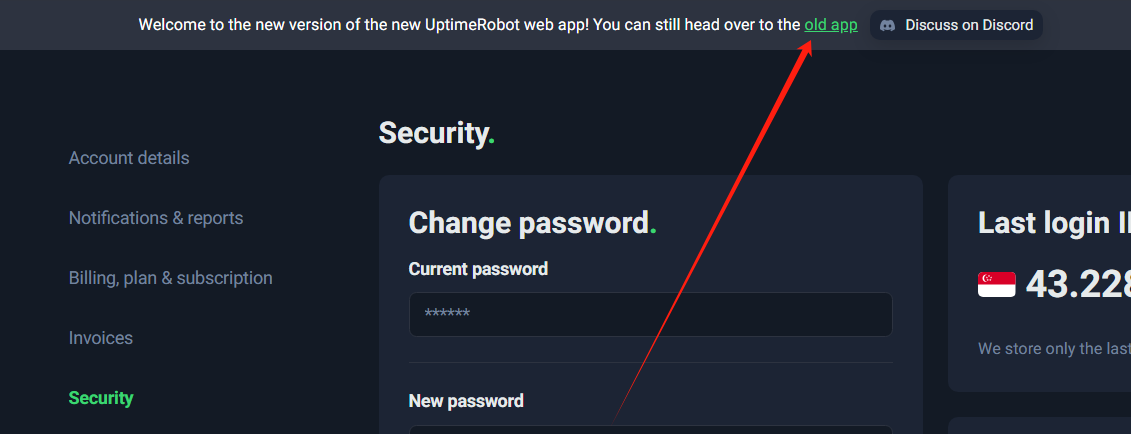 Welcome to the new version of the new UptimeRobot web app! You can still head over to the old app
Discuss on Discord
Security.
Account details
Notifications & reports
Billing, plan & subscription
Invoices
Security
Change password.
Current password
******
New password
Last login
43.228
We store only the last